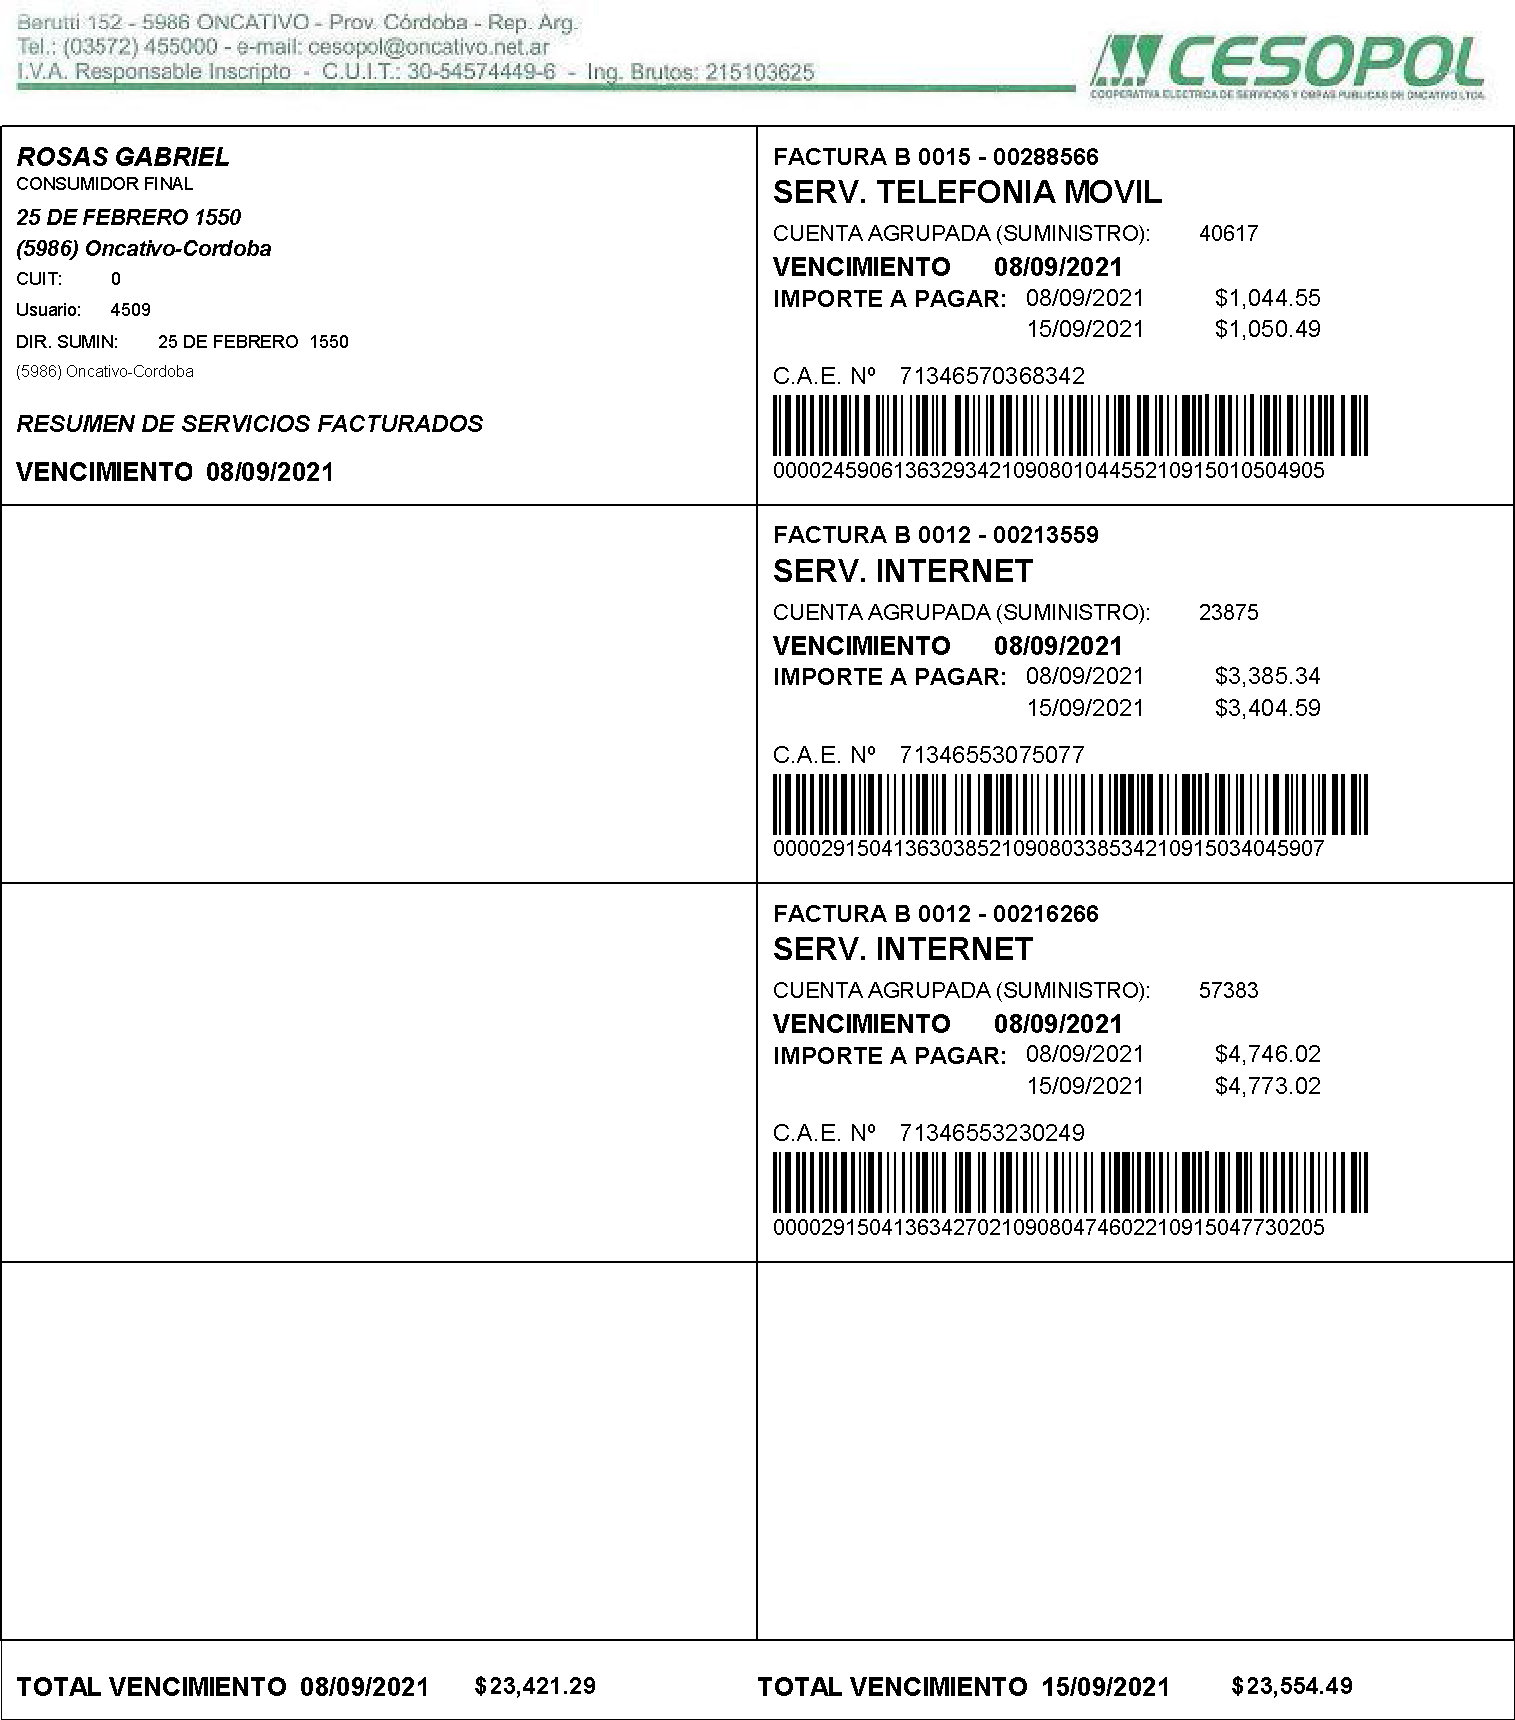 Berutti 152 - 5986 ONCATIVO - Prov. Córdoba - Rep. Arg.
Tel.: (03572) 455000 - e-mail: cesopol@oncativo.net.ar
I.V.A. Responsable Inscripto - C.U.I.T.: 30-54574449-6 - Ing. Brutos: 215103625
CESOPOL
COOPERATIVA ELECTRICA DE SERVICIOS Y OBRAS PUBLICAS DE ONCATIVO LTDA.
ROSAS GABRIEL
CONSUMIDOR FINAL
25 DE FEBRERO 1550
(5986) Oncativo-Cordoba
CUIT: 0
Usuario: 4509
DIR. SUMIN: 25 DE FEBRERO 1550
(5986) Oncativo-Cordoba
RESUMEN DE SERVICIOS FACTURADOS
VENCIMIENTO 08/09/2021
FACTURA B 0015 - 00288566
SERV. TELEFONIA MOVIL
CUENTA AGRUPADA (SUMINISTRO): 40617
VENCIMIENTO 08/09/2021
IMPORTE A PAGAR: 08/09/2021 $1,044.55
15/09/2021 $1,050.49
C.A.E. Nº 71346570368342
0000245906136329342109080104455210915010504905
FACTURA B 0012 - 00213559
SERV. INTERNET
CUENTA AGRUPADA (SUMINISTRO): 23875
VENCIMIENTO 08/09/2021
IMPORTE A PAGAR: 08/09/2021 $3,385.34
15/09/2021 $3,404.59
C.A.E. Nº 71346553075077
0000291504136303852109080338534210915034045907
FACTURA B 0012 - 00216266
SERV. INTERNET
CUENTA AGRUPADA (SUMINISTRO): 57383
VENCIMIENTO 08/09/2021
IMPORTE A PAGAR: 08/09/2021 $4,746.02
15/09/2021 $4,773.02
C.A.E. Nº 71346553230249
0000291504136342702109080474602210915047730205
TOTAL VENCIMIENTO 08/09/2021 $23,421.29
TOTAL VENCIMIENTO 15/09/2021 $23,554.49